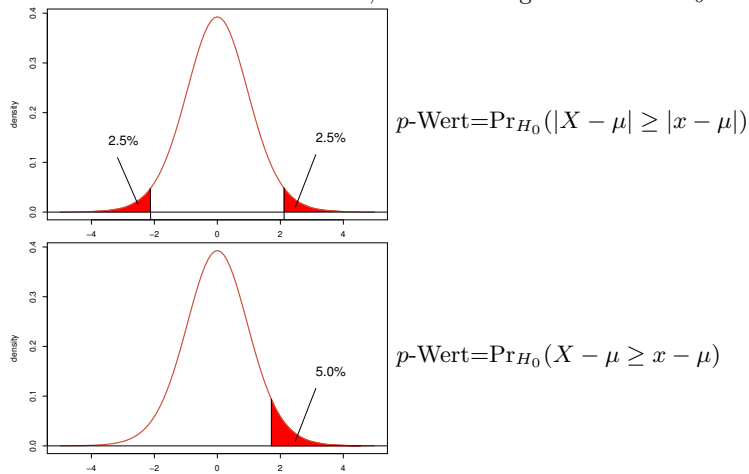 density
0.0 0.1 0.2 0.3 0.4
2.5%
2.5%
−4 −2 0 2 4
p-Wert=Pr_{H_0}(|X − μ| ≥ |x − μ|)
density
0.0 0.1 0.2 0.3 0.4
5.0%
−4 −2 0 2 4
p-Wert=Pr_{H_0}(X − μ ≥ x − μ)